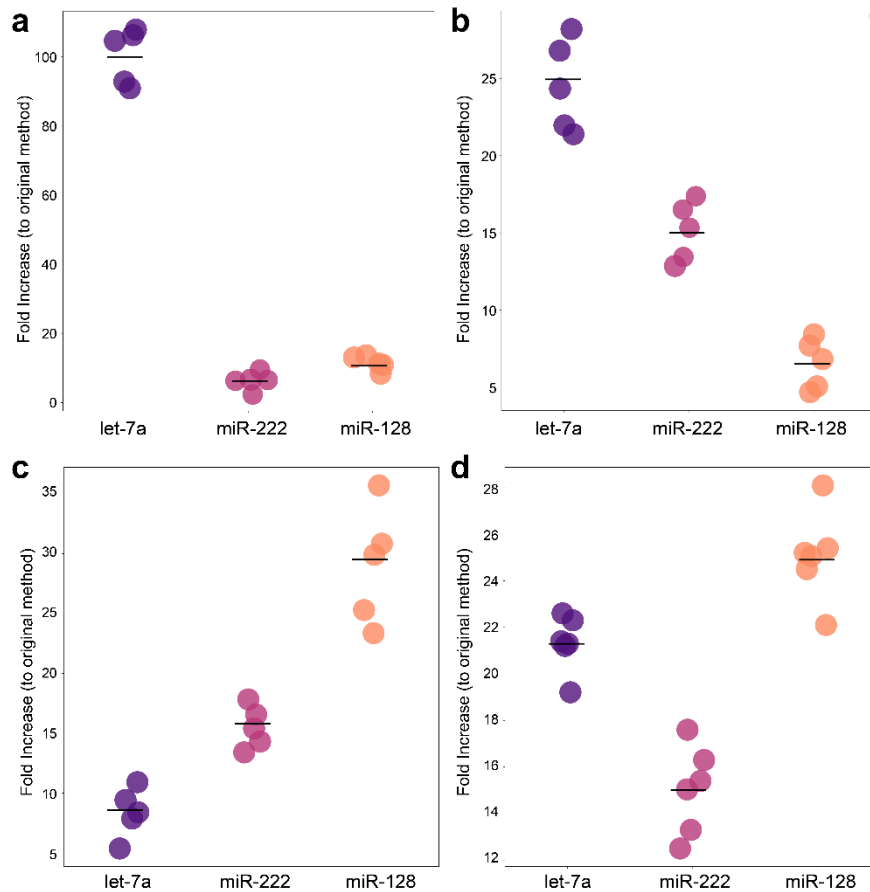 a
Fold Increase (to original method)
100
80
60
40
20
0
let-7a miR-222 miR-128
b
Fold Increase (to original method)
25
20
15
10
5
let-7a miR-222 miR-128
c
Fold Increase (to original method)
35
30
25
20
15
10
5
let-7a miR-222 miR-128
d
Fold Increase (to original method)
28
26
24
22
20
18
16
14
12
let-7a miR-222 miR-128